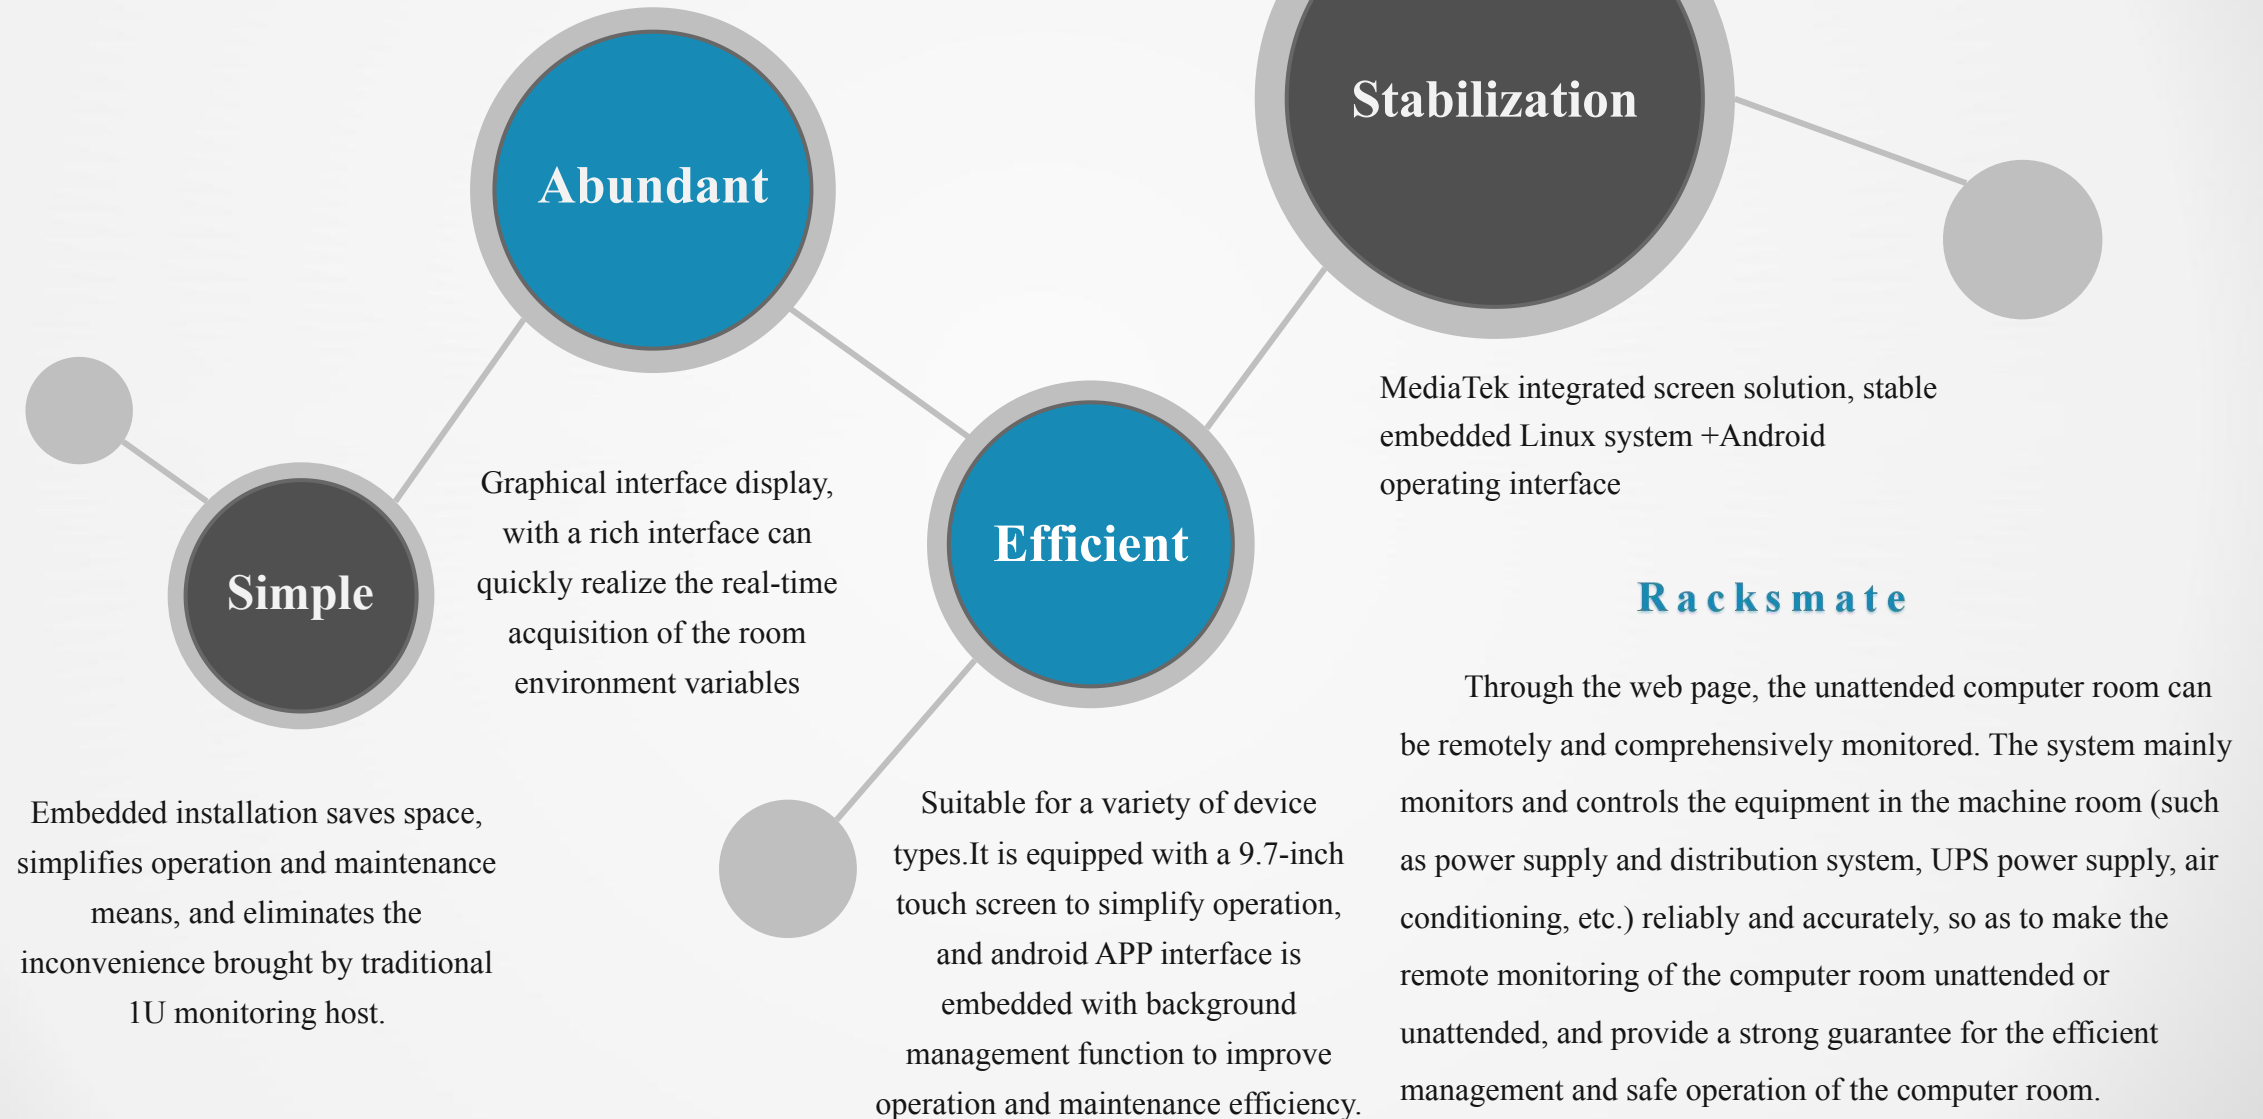 Stabilization
Abundant
Efficient
Simple
MediaTek integrated screen solution, stable
embedded Linux system +Android
operating interface
Graphical interface display,
with a rich interface can
quickly realize the real-time
acquisition of the room
environment variables
Embedded installation saves space,
simplifies operation and maintenance
means, and eliminates the
inconvenience brought by traditional
1U monitoring host.
Suitable for a variety of device
types.It is equipped with a 9.7-inch
touch screen to simplify operation,
and android APP interface is
embedded with background
management function to improve
operation and maintenance efficiency.
Racksmate
Through the web page, the unattended computer room can
be remotely and comprehensively monitored. The system mainly
monitors and controls the equipment in the machine room (such
as power supply and distribution system, UPS power supply, air
conditioning, etc.) reliably and accurately, so as to make the
remote monitoring of the computer room unattended or
unattended, and provide a strong guarantee for the efficient
management and safe operation of the computer room.